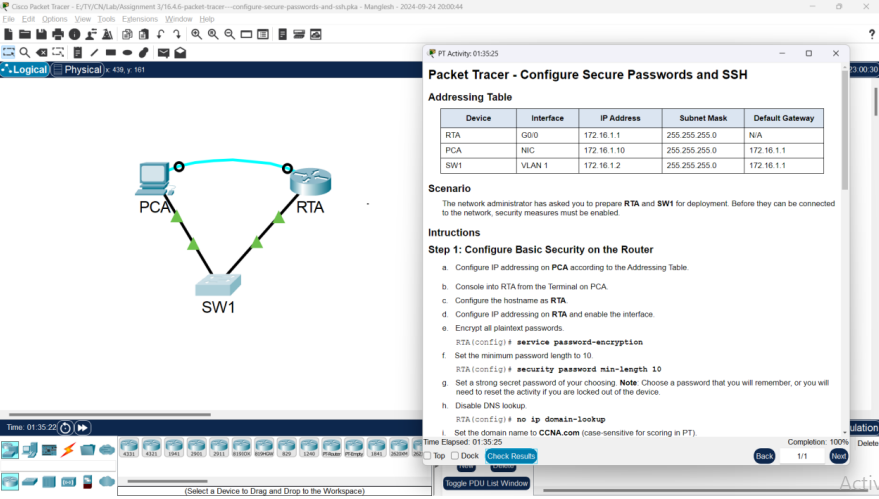 Cisco Packet Tracer - E:/TY/CN/Lab/Assignment 3/16.4.6-packet-tracer---configure-secure-passwords-and-ssh.pka - Manglesh - 2024-09-24 20:00:44
File Edit Options View Tools Extensions Window Help
Logical Physical x: 439, y: 161
23:00:30
PT Activity: 01:35:25
Packet Tracer - Configure Secure Passwords and SSH
Addressing Table
Device Interface IP Address Subnet Mask Default Gateway
RTA G0/0 172.16.1.1 255.255.255.0 N/A
PCA NIC 172.16.1.10 255.255.255.0 172.16.1.1
SW1 VLAN 1 172.16.1.2 255.255.255.0 172.16.1.1
Scenario
The network administrator has asked you to prepare RTA and SW1 for deployment. Before they can be connected
to the network, security measures must be enabled.
Intructions
Step 1: Configure Basic Security on the Router
a. Configure IP addressing on PCA according to the Addressing Table.
b. Console into RTA from the Terminal on PCA.
c. Configure the hostname as RTA.
d. Configure IP addressing on RTA and enable the interface.
e. Encrypt all plaintext passwords.
RTA(config)# service password-encryption
f. Set the minimum password length to 10.
RTA(config)# security password min-length 10
g. Set a strong secret password of your choosing. Note: Choose a password that you will remember, or you will
need to reset the activity if you are locked out of the device.
h. Disable DNS lookup.
RTA(config)# no ip domain-lookup
i. Set the domain name to CCNA.com (case-sensitive for scoring in PT).
Time Elapsed: 01:35:25 Completion: 100%
Top Dock Check Results Back 1/1 Next
PCA
RTA
SW1
Time: 01:35:22
4331 4321 1941 2901 2911 819IOX 819HGW 829 1240 PT-Router PT-Empty 1841 2620XM
(Select a Device to Drag and Drop to the Workspace)
New Delete
Toggle PDU List Window
ulation
Delete
Activ